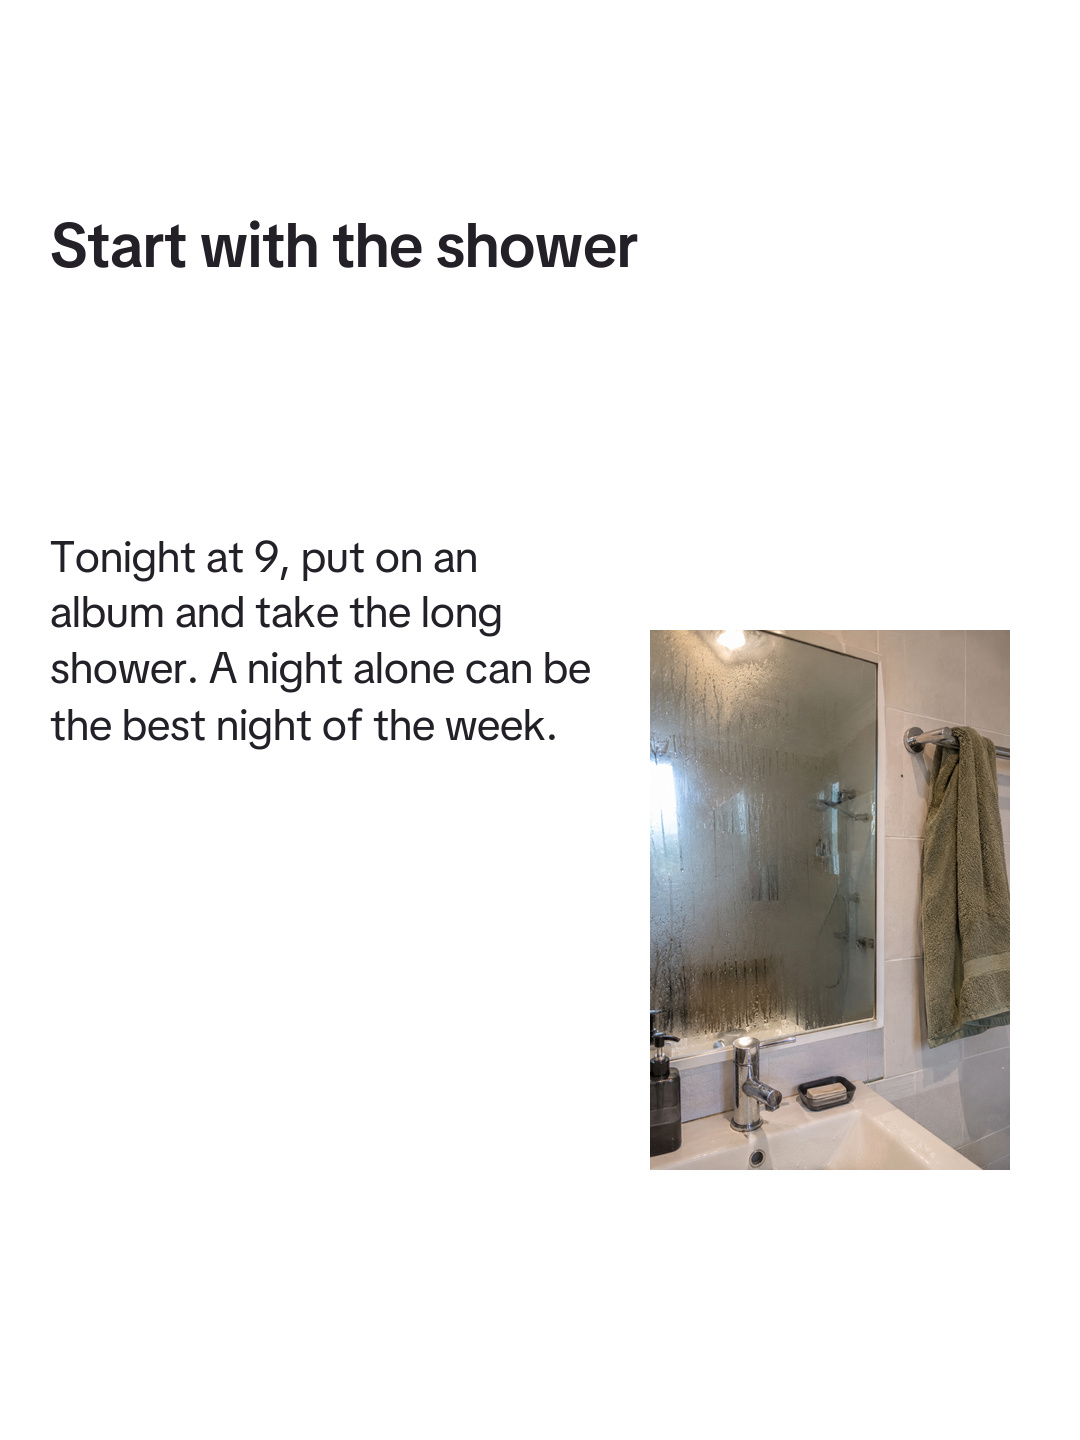 Start with the shower
Tonight at 9, put on an
album and take the long
shower. A night alone can be
the best night of the week.